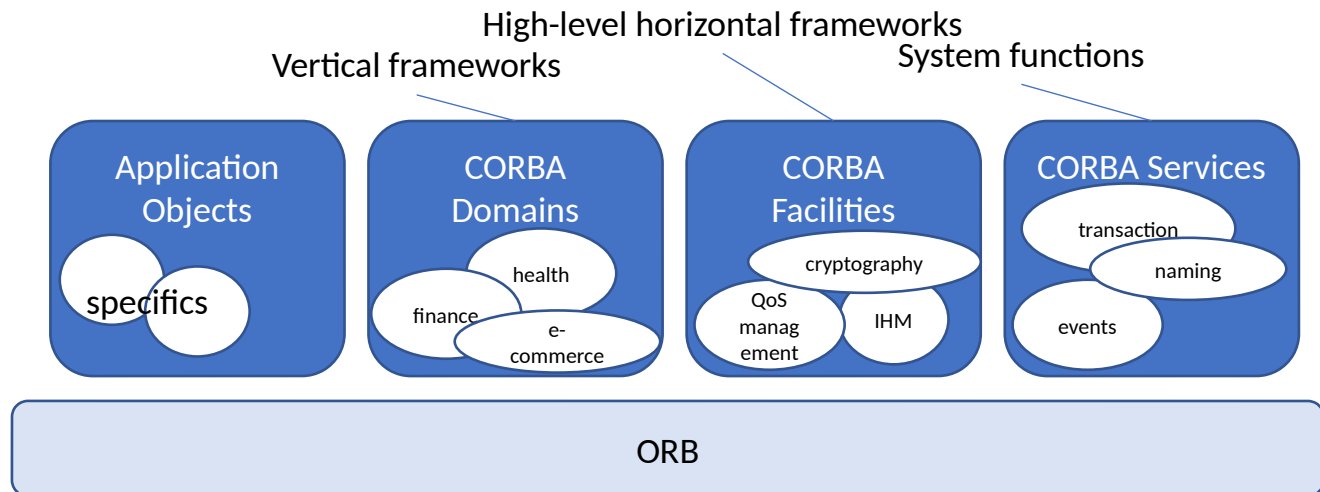 High-level horizontal frameworks
Vertical frameworks
System functions
Application
Objects
specifics
CORBA
Domains
health
finance
e-
commerce
CORBA
Facilities
cryptography
QoS
manag
ement
IHM
CORBA Services
transaction
naming
events
ORB